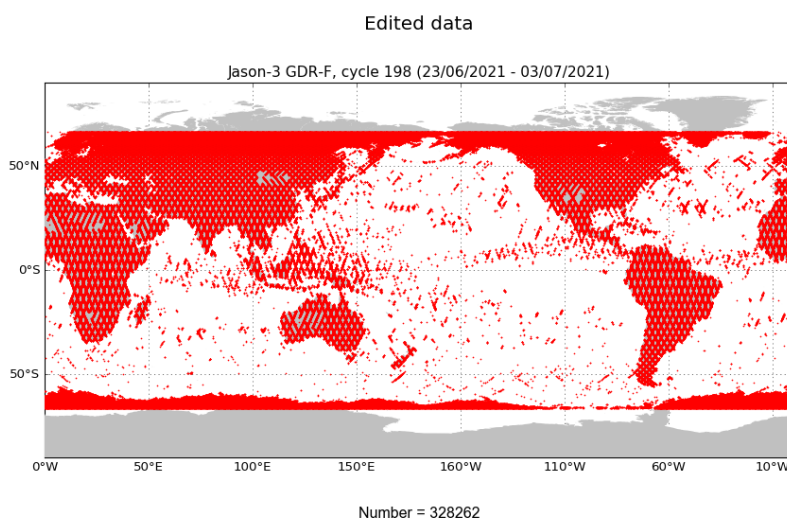 Edited data
Jason-3 GDR-F, cycle 198 (23/06/2021 - 03/07/2021)
50°N
0°S
50°S
0°W 50°E 100°E 150°E 160°W 110°W 60°W 10°W
Number = 328262